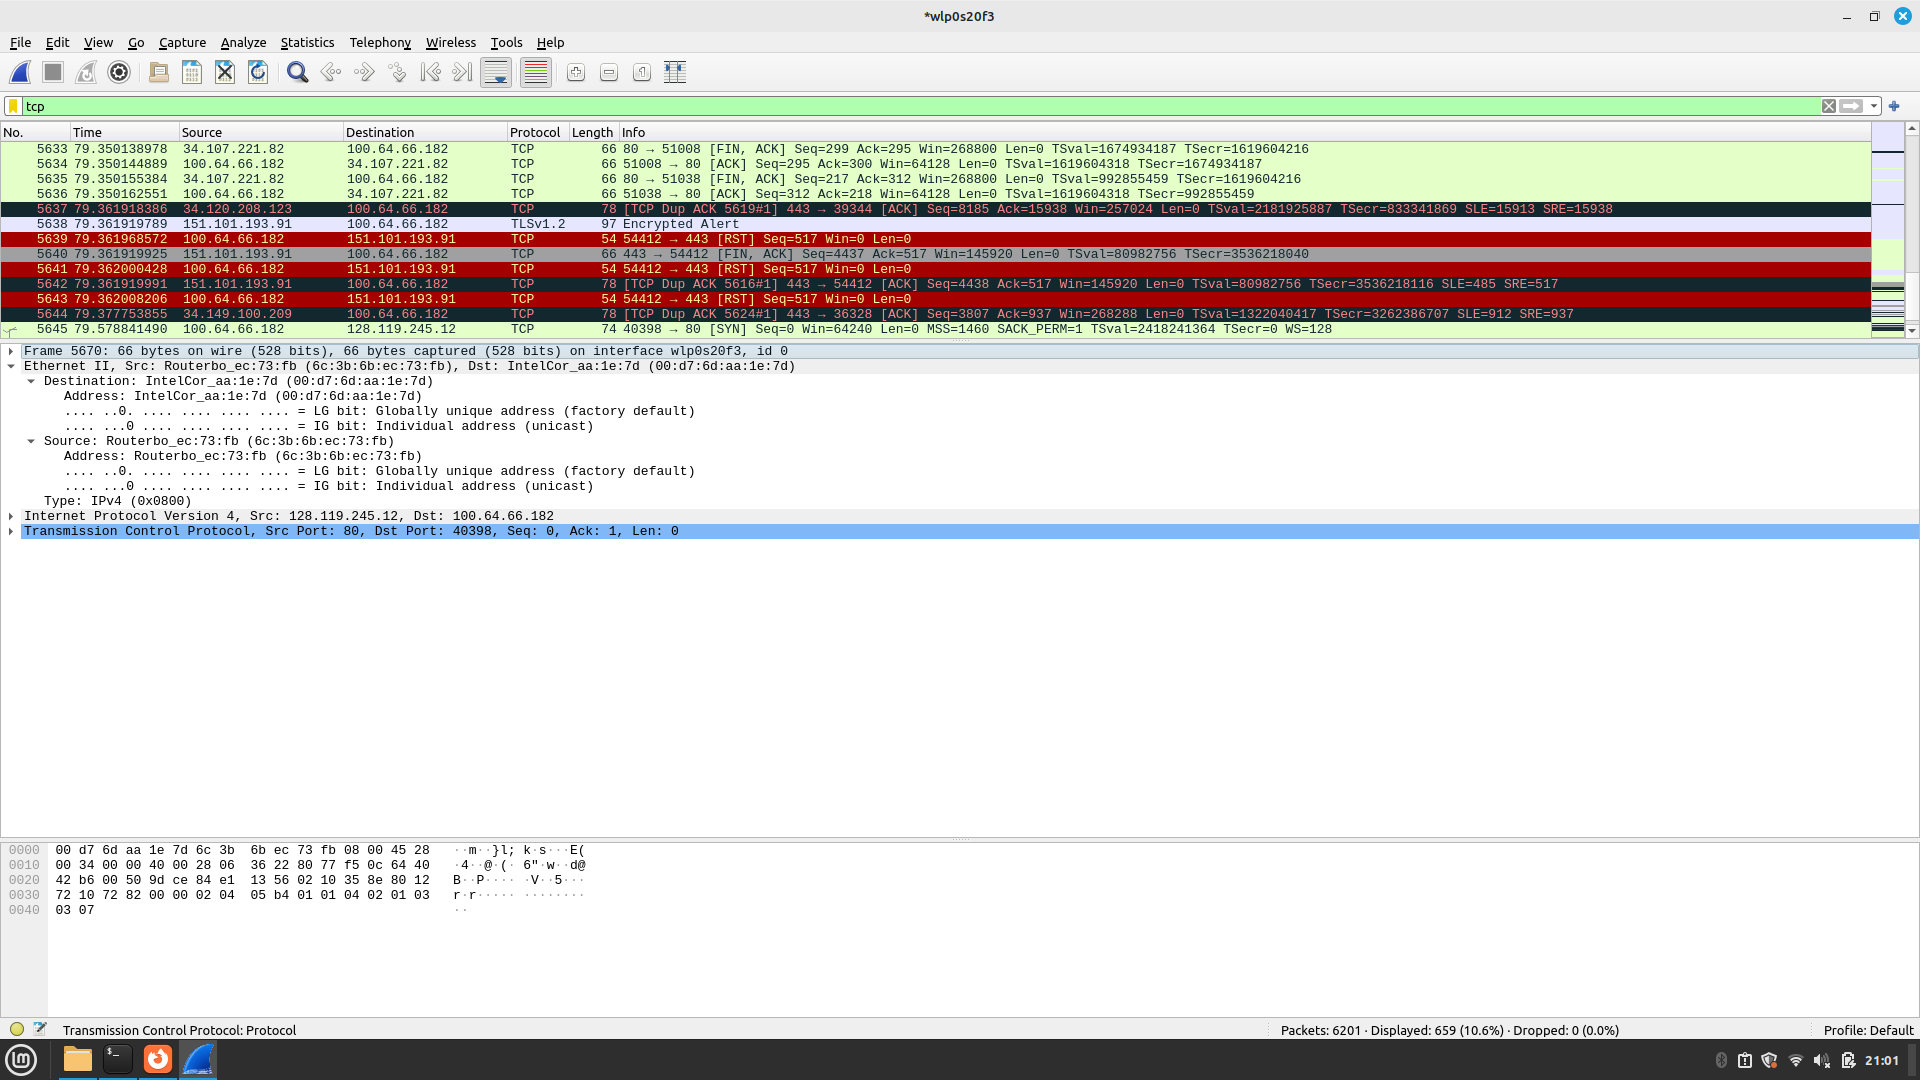 *wlp0s20f3
File Edit View Go Capture Analyze Statistics Telephony Wireless Tools Help
tcp
No. Time Source Destination Protocol Length Info
5633 79.350138978 34.107.221.82 100.64.66.182 TCP 66 80 → 51008 [FIN, ACK] Seq=299 Ack=295 Win=268800 Len=0 TSval=1674934187 TSecr=1619604216
5634 79.350144889 100.64.66.182 34.107.221.82 TCP 66 51008 → 80 [ACK] Seq=295 Ack=300 Win=64128 Len=0 TSval=1619604318 TSecr=1674934187
5635 79.350155384 34.107.221.82 100.64.66.182 TCP 66 80 → 51038 [FIN, ACK] Seq=217 Ack=312 Win=268800 Len=0 TSval=992855459 TSecr=1619604216
5636 79.350162551 100.64.66.182 34.107.221.82 TCP 66 51038 → 80 [ACK] Seq=312 Ack=218 Win=64128 Len=0 TSval=1619604318 TSecr=992855459
5637 79.361918386 34.120.208.123 100.64.66.182 TCP 78 [TCP Dup ACK 5619#1] 443 → 39344 [ACK] Seq=8185 Ack=15938 Win=257024 Len=0 TSval=2181925887 TSecr=833341869 SLE=15913 SRE=15938
5638 79.361919789 151.101.193.91 100.64.66.182 TLSv1.2 97 Encrypted Alert
5639 79.361968572 100.64.66.182 151.101.193.91 TCP 54 54412 → 443 [RST] Seq=517 Win=0 Len=0
5640 79.361919925 151.101.193.91 100.64.66.182 TCP 66 443 → 54412 [FIN, ACK] Seq=4437 Ack=517 Win=145920 Len=0 TSval=80982756 TSecr=3536218040
5641 79.362000428 100.64.66.182 151.101.193.91 TCP 54 54412 → 443 [RST] Seq=517 Win=0 Len=0
5642 79.361919991 151.101.193.91 100.64.66.182 TCP 78 [TCP Dup ACK 5616#1] 443 → 54412 [ACK] Seq=4438 Ack=517 Win=145920 Len=0 TSval=80982756 TSecr=3536218116 SLE=485 SRE=517
5643 79.362008206 100.64.66.182 151.101.193.91 TCP 54 54412 → 443 [RST] Seq=517 Win=0 Len=0
5644 79.377753855 34.149.100.209 100.64.66.182 TCP 78 [TCP Dup ACK 5624#1] 443 → 36328 [ACK] Seq=3807 Ack=937 Win=268288 Len=0 TSval=1322040417 TSecr=3262386707 SLE=912 SRE=937
5645 79.578841490 100.64.66.182 128.119.245.12 TCP 74 40398 → 80 [SYN] Seq=0 Win=64240 Len=0 MSS=1460 SACK_PERM=1 TSval=2418241364 TSecr=0 WS=128
Frame 5670: 66 bytes on wire (528 bits), 66 bytes captured (528 bits) on interface wlp0s20f3, id 0
Ethernet II, Src: Routerbo_ec:73:fb (6c:3b:6b:ec:73:fb), Dst: IntelCor_aa:1e:7d (00:d7:6d:aa:1e:7d)
Destination: IntelCor_aa:1e:7d (00:d7:6d:aa:1e:7d)
Address: IntelCor_aa:1e:7d (00:d7:6d:aa:1e:7d)
.... ..0. .... .... .... .... = LG bit: Globally unique address (factory default)
.... ...0 .... .... .... .... = IG bit: Individual address (unicast)
Source: Routerbo_ec:73:fb (6c:3b:6b:ec:73:fb)
Address: Routerbo_ec:73:fb (6c:3b:6b:ec:73:fb)
.... ..0. .... .... .... .... = LG bit: Globally unique address (factory default)
.... ...0 .... .... .... .... = IG bit: Individual address (unicast)
Type: IPv4 (0x0800)
Internet Protocol Version 4, Src: 128.119.245.12, Dst: 100.64.66.182
Transmission Control Protocol, Src Port: 80, Dst Port: 40398, Seq: 0, Ack: 1, Len: 0
0000 00 d7 6d aa 1e 7d 6c 3b 6b ec 73 fb 08 00 45 28 ··m··}l; k·s···E(
0010 00 34 00 00 40 00 28 06 36 22 80 77 f5 0c 64 40 ·4··@·(· 6"·w··d@
0020 42 b6 00 50 9d ce 84 e1 13 56 02 10 35 8e 80 12 B··P···· ·V··5···
0030 72 10 72 82 00 00 02 04 05 b4 01 01 04 02 01 03 r·r····· ········
0040 03 07 ··
Transmission Control Protocol: Protocol
Packets: 6201 · Displayed: 659 (10.6%) · Dropped: 0 (0.0%)
Profile: Default
21:01